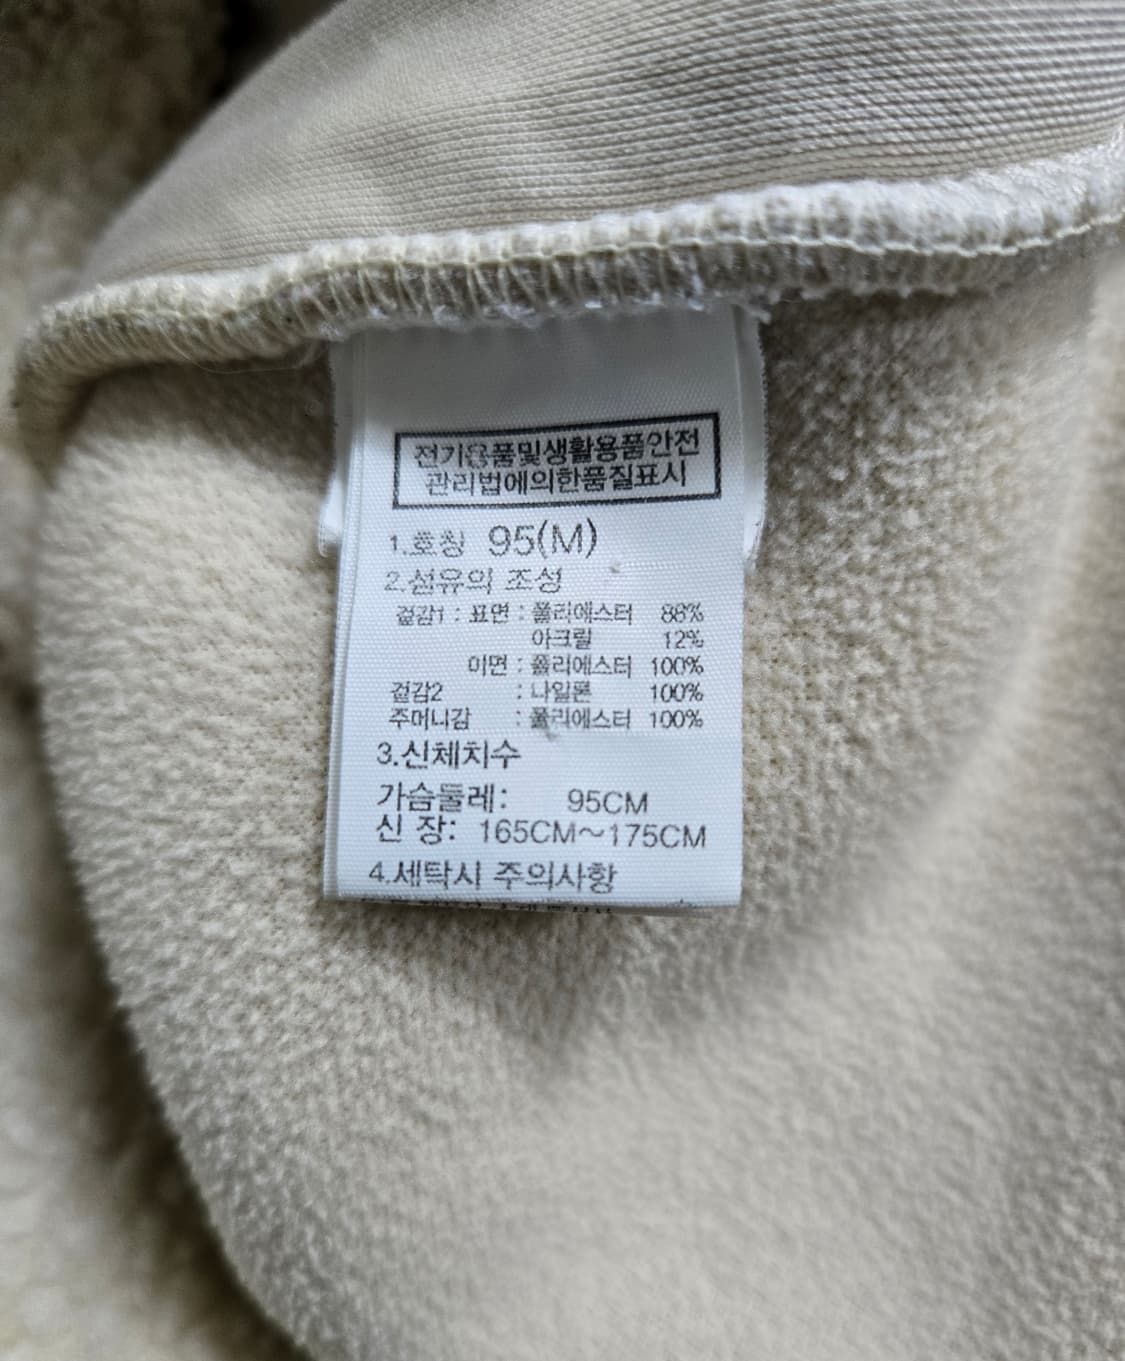 전기용품및생활용품안전
관리법에의한품질표시
1.호칭 95(M)
2.섬유의 조성
겉감1 : 표면 : 폴리에스터 88%
아크릴 12%
이면 : 폴리에스터 100%
겉감2 : 나일론 100%
주머니감 : 폴리에스터 100%
3.신체치수
가슴둘레: 95CM
신 장: 165CM~175CM
4.세탁시 주의사항